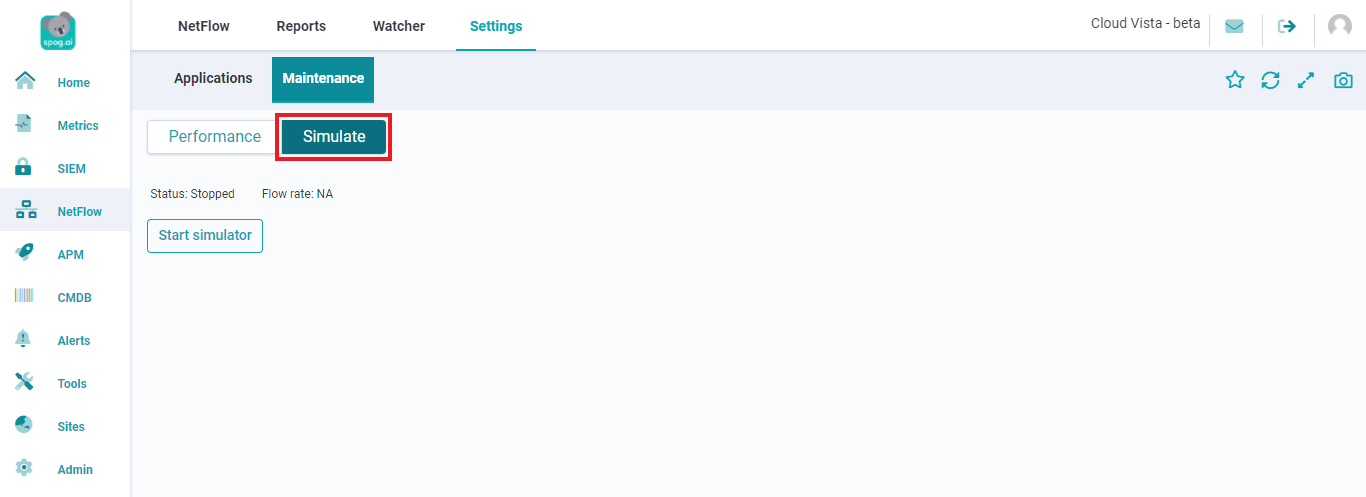 spog.ai
NetFlow Reports Watcher Settings
Cloud Vista - beta
Applications Maintenance
Home
Metrics
SIEM
NetFlow
APM
CMDB
Alerts
Tools
Sites
Admin
Performance Simulate
Status: Stopped Flow rate: NA
Start simulator